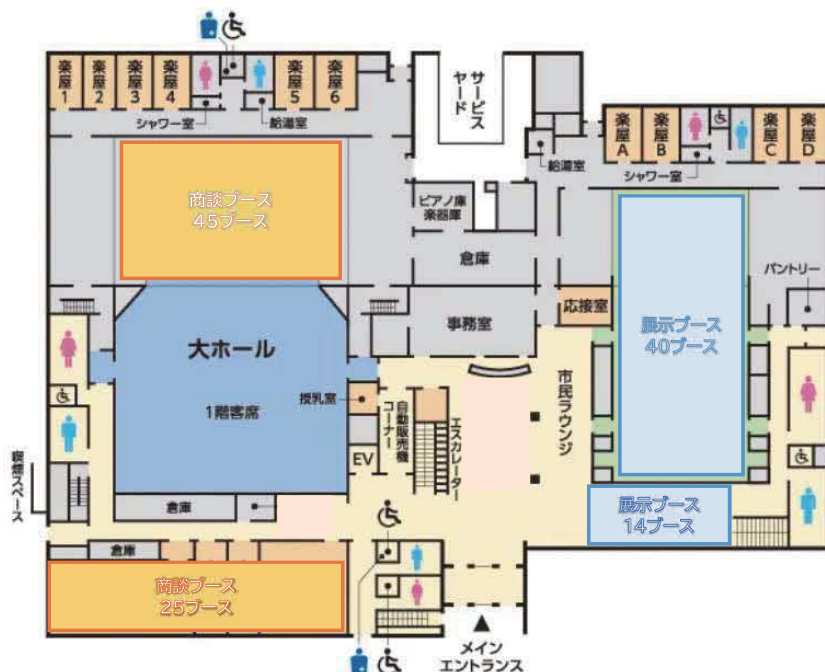 楽屋1
楽屋2
楽屋3
楽屋4
楽屋5
楽屋6
シャワー室
給湯室
サービスヤード
給湯室
楽屋A
楽屋B
楽屋C
楽屋D
シャワー室
商談ブース
45ブース
ピアノ庫
楽器庫
倉庫
応接室
パントリー
事務室
展示ブース
40ブース
大ホール
1階客席
授乳室
自動販売機
コーナー
エスカレーター
市民ラウンジ
EV
喫煙スペース
倉庫
展示ブース
14ブース
倉庫
商談ブース
25ブース
メイン
エントランス